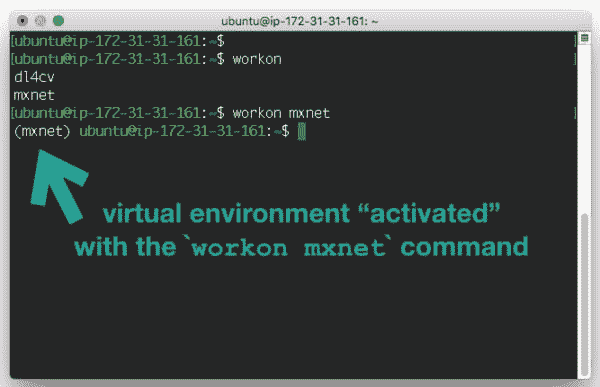 ubuntu@ip-172-31-31-161: ~
[ubuntu@ip-172-31-31-161:~$ ]
[ubuntu@ip-172-31-31-161:~$ workon ]
dl4cv
mxnet
[ubuntu@ip-172-31-31-161:~$ workon mxnet ]
(mxnet) ubuntu@ip-172-31-31-161:~$
virtual environment “activated”
with the `workon mxnet` command